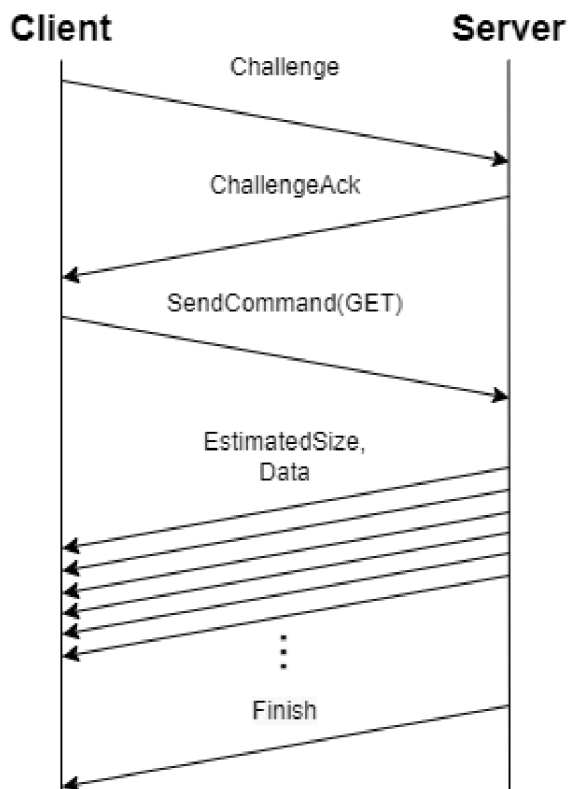 Client
Server
Challenge
ChallengeAck
SendCommand(GET)
EstimatedSize,
Data
Finish